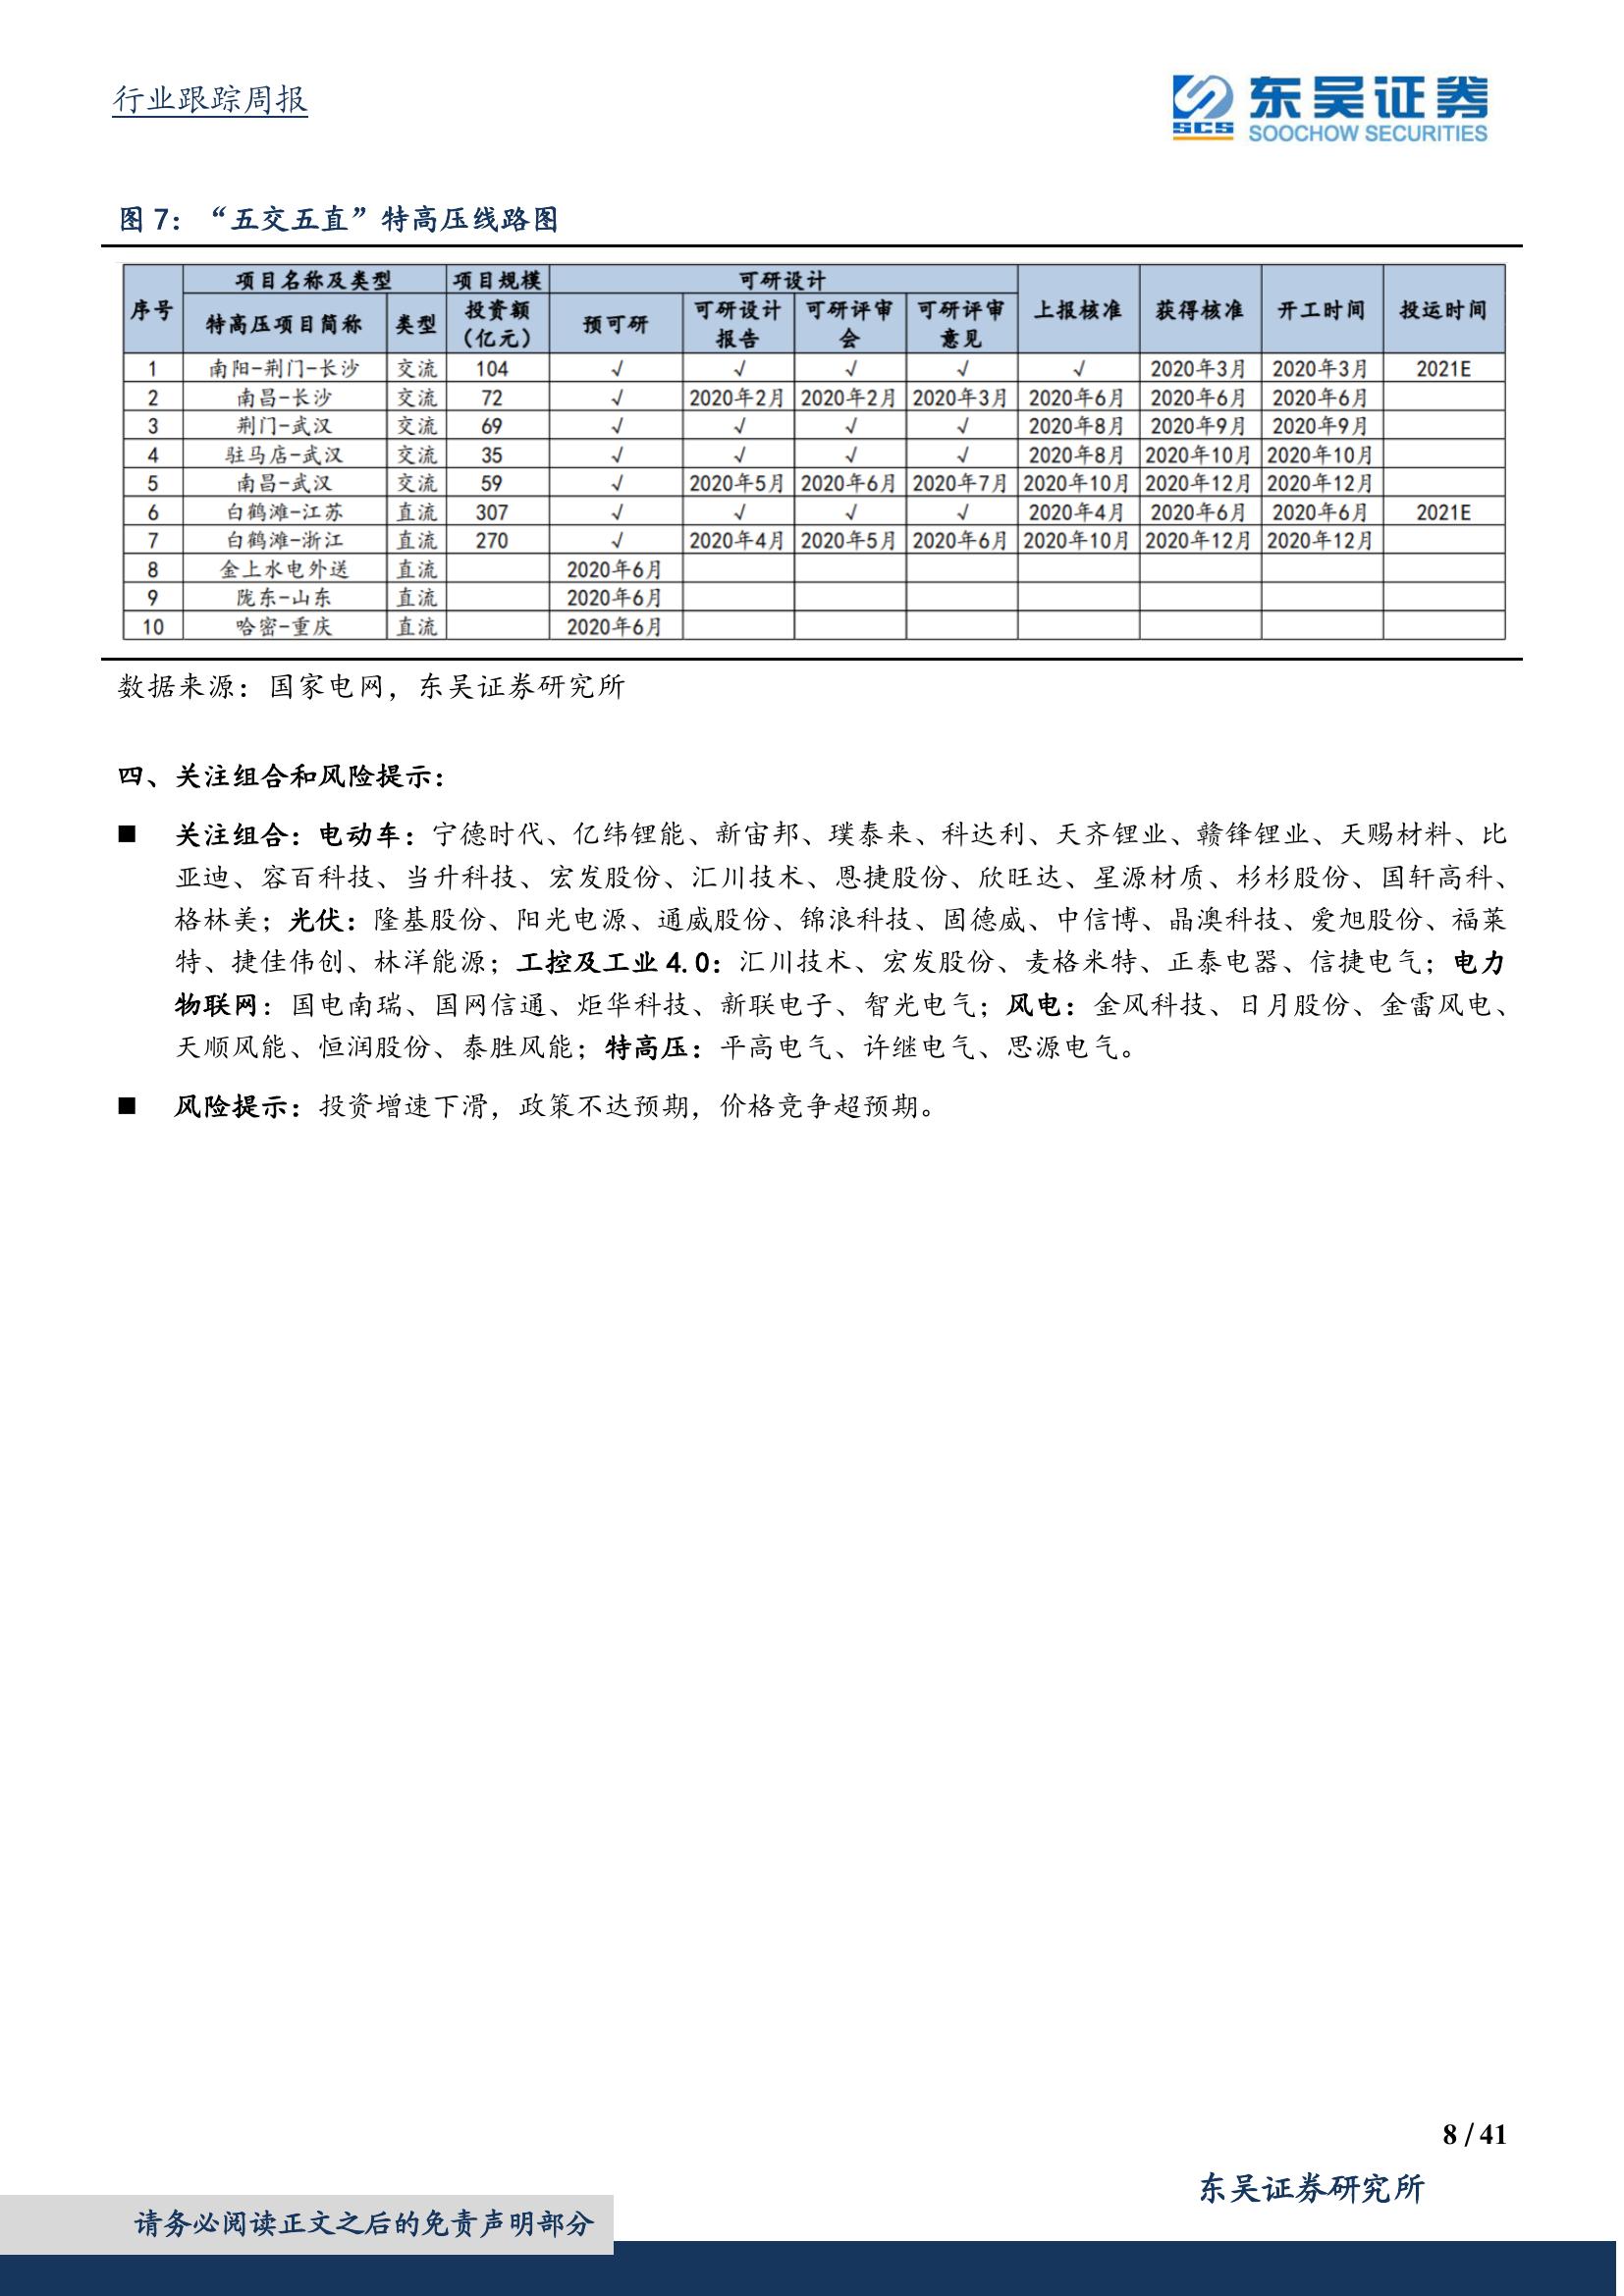 行业跟踪周报
东吴证券
SCS
SOOCHOW SECURITIES
图 7：“五交五直”特高压线路图
序号 项目名称及类型 项目规模 可研设计 上报核准 获得核准 开工时间 投运时间
特高压项目简称 类型 投资额（亿元） 预可研 可研设计报告 可研评审会 可研评审意见
1 南阳-荆门-长沙 交流 104 √ √ √ √ √ 2020年3月 2020年3月 2021E
2 南昌-长沙 交流 72 √ 2020年2月 2020年2月 2020年3月 2020年6月 2020年6月 2020年6月
3 荆门-武汉 交流 69 √ √ √ √ 2020年8月 2020年9月 2020年9月
4 驻马店-武汉 交流 35 √ √ √ √ 2020年8月 2020年10月 2020年10月
5 南昌-武汉 交流 59 √ 2020年5月 2020年6月 2020年7月 2020年10月 2020年12月 2020年12月
6 白鹤滩-江苏 直流 307 √ √ √ √ 2020年4月 2020年6月 2020年6月 2021E
7 白鹤滩-浙江 直流 270 √ 2020年4月 2020年5月 2020年6月 2020年10月 2020年12月 2020年12月
8 金上水电外送 直流 2020年6月
9 陇东-山东 直流 2020年6月
10 哈密-重庆 直流 2020年6月
数据来源：国家电网，东吴证券研究所
四、关注组合和风险提示：
■ 关注组合：电动车：宁德时代、亿纬锂能、新宙邦、璞泰来、科达利、天齐锂业、赣锋锂业、天赐材料、比
亚迪、容百科技、当升科技、宏发股份、汇川技术、恩捷股份、欣旺达、星源材质、杉杉股份、国轩高科、
格林美；光伏：隆基股份、阳光电源、通威股份、锦浪科技、固德威、中信博、晶澳科技、爱旭股份、福莱
特、捷佳伟创、林洋能源；工控及工业 4.0：汇川技术、宏发股份、麦格米特、正泰电器、信捷电气；电力
物联网：国电南瑞、国网信通、炬华科技、新联电子、智光电气；风电：金风科技、日月股份、金雷风电、
天顺风能、恒润股份、泰胜风能；特高压：平高电气、许继电气、思源电气。
■ 风险提示：投资增速下滑，政策不达预期，价格竞争超预期。
8 / 41
东吴证券研究所
请务必阅读正文之后的免责声明部分